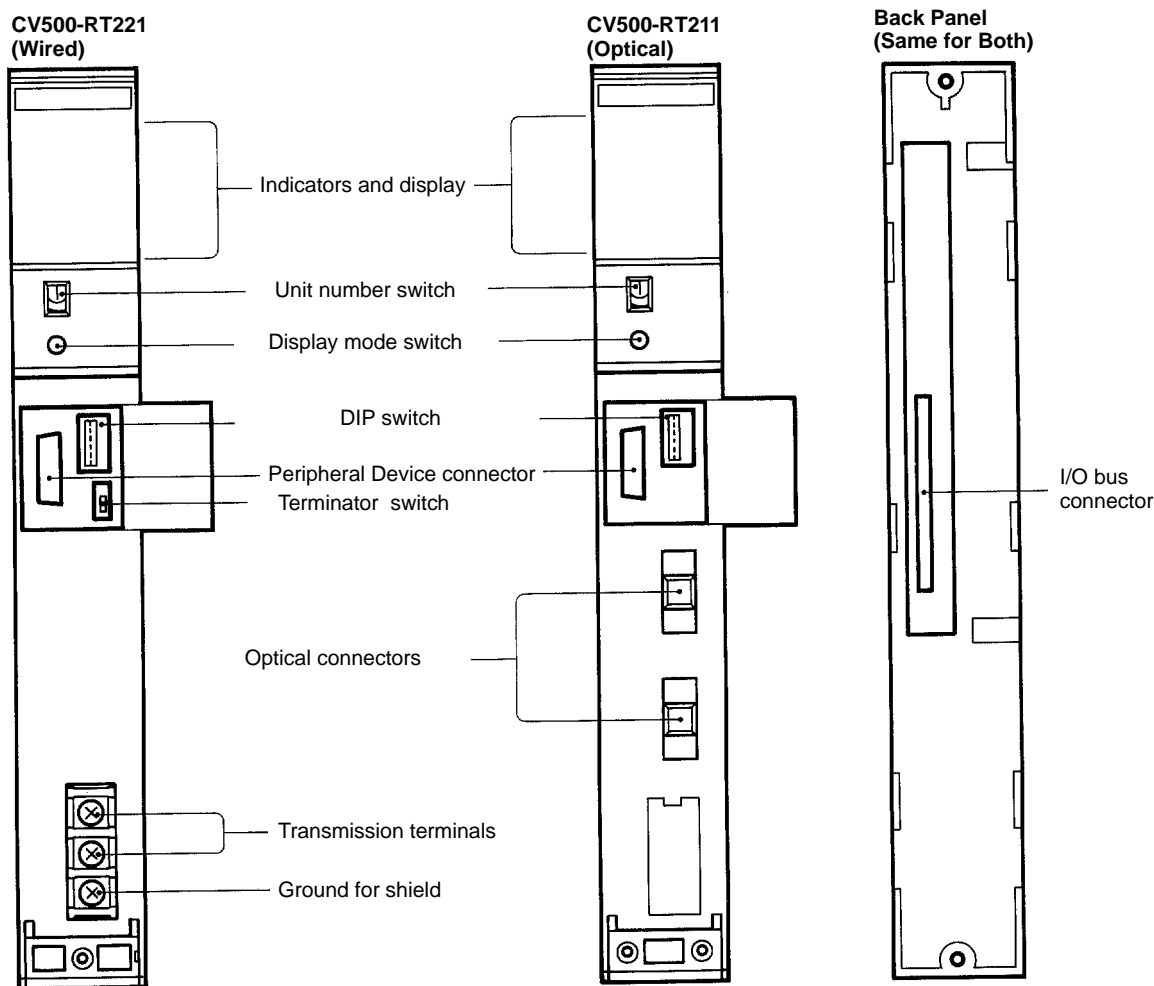 CV500-RT221
(Wired)
CV500-RT211
(Optical)
Back Panel
(Same for Both)
Indicators and display
Unit number switch
Display mode switch
DIP switch
Peripheral Device connector
Terminator switch
I/O bus
connector
Optical connectors
Transmission terminals
Ground for shield